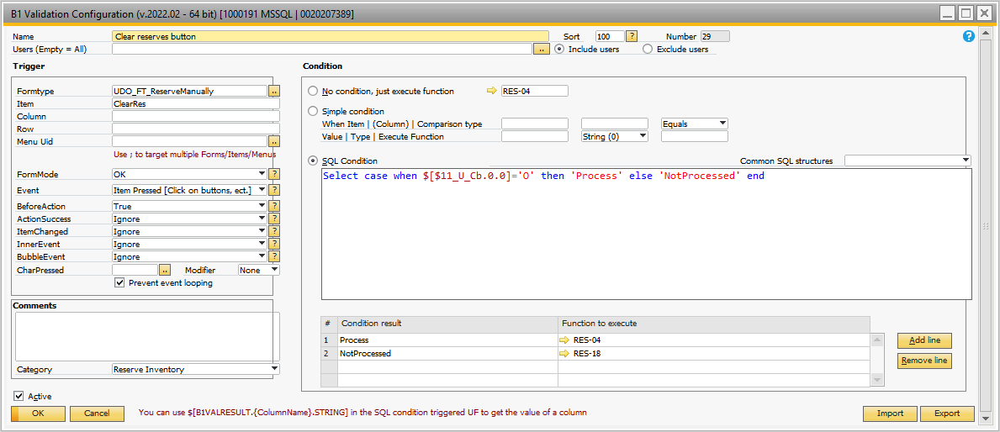 B1 Validation Configuration (v.2022.02 - 64 bit) [1000191 MSSQL | 0020207389]
Name Clear reserves button Sort 100 ? Number 29 ?
Users (Empty = All) .. Include users Exclude users
Trigger
Formtype UDO_FT_ReserveManually ..
Item ClearRes
Column
Row
Menu Uid ..
Use ; to target multiple Forms/Items/Menus
FormMode OK ?
Event Item Pressed [Click on buttons, ect.] ?
BeforeAction True ?
ActionSuccess Ignore ?
ItemChanged Ignore ?
InnerEvent Ignore ?
BubbleEvent Ignore ?
CharPressed .. Modifier None
Prevent event looping
Comments
Category Reserve Inventory
Condition
No condition, just execute function RES-04
Simple condition
When Item | (Column) | Comparison type Equals
Value | Type | Execute Function String (0)
SQL Condition Common SQL structures
Select case when $[$11_U_Cb.0.0]='O' then 'Process' else 'NotProcessed' end
# Condition result Function to execute
1 Process RES-04
2 NotProcessed RES-18
Add line
Remove line
Active
OK Cancel You can use $[B1VALRESULT.{ColumnName}.STRING] in the SQL condition triggered UF to get the value of a column Import Export